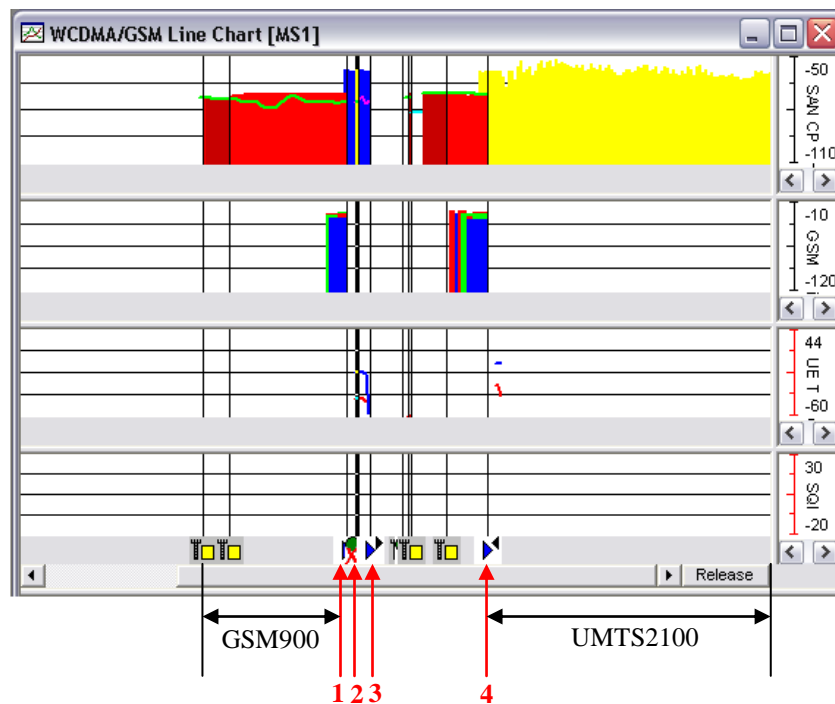 WCDMA/GSM Line Chart [MS1]
-50
SAN CP
-110
-10
GSM
-120
44
UE T
-60
30
SQI
-20
Release
GSM900
UMTS2100
1 2 3 4